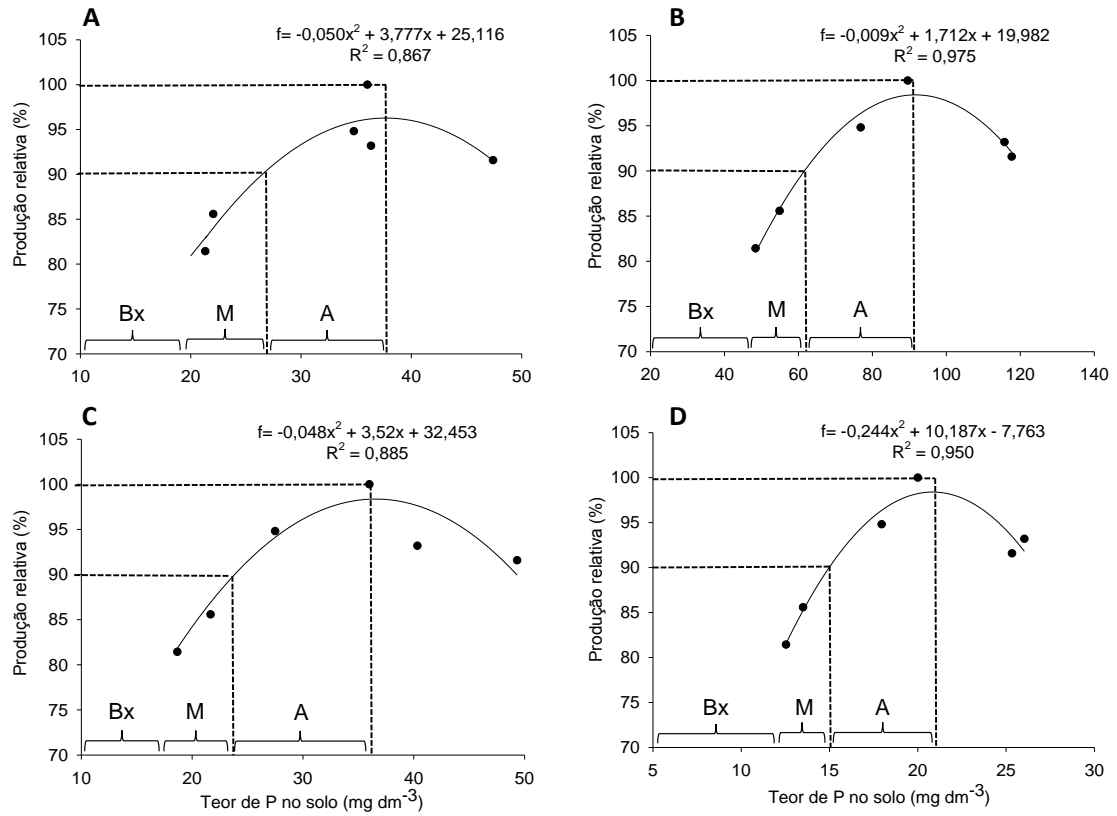 A
f= -0,050x² + 3,777x + 25,116
R² = 0,867
Produção relativa (%)
105
100
95
90
85
80
75
70
Bx M A
10 20 30 40 50
B
f= -0,009x² + 1,712x + 19,982
R² = 0,975
Produção relativa (%)
105
100
95
90
85
80
75
70
Bx M A
20 40 60 80 100 120 140
C
f= -0,048x² + 3,52x + 32,453
R² = 0,885
Produção relativa (%)
105
100
95
90
85
80
75
70
Bx M A
10 20 30 40 50
Teor de P no solo (mg dm⁻³)
D
f= -0,244x² + 10,187x - 7,763
R² = 0,950
Produção relativa (%)
105
100
95
90
85
80
75
70
Bx M A
5 10 15 20 25 30
Teor de P no solo (mg dm⁻³)